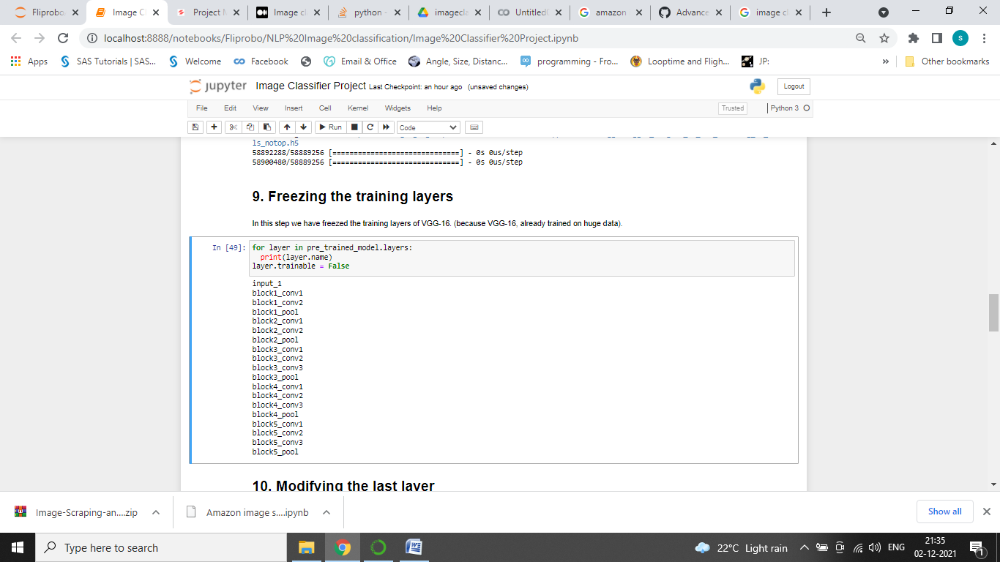 Fliprobo
Image C
Project M
Image cl
python -
imagecla
Untitled
amazon
Advance
image cl
localhost:8888/notebooks/Fliprobo/NLP%20Image%20classification/Image%20Classifier%20Project.ipynb
S
Apps
SAS Tutorials | SAS...
Welcome
Facebook
Email & Office
Angle, Size, Distanc...
programming - Fro...
Looptime and Fligh...
JP:
»
Other bookmarks
jupyter Image Classifier Project Last Checkpoint: an hour ago (unsaved changes)
Logout
File Edit View Insert Cell Kernel Widgets Help
Trusted
Python 3
Run
Code
ls_notop.h5
58892288/58889256 [==============================] - 0s 0us/step
58900480/58889256 [==============================] - 0s 0us/step
9. Freezing the training layers
In this step we have freezed the training layers of VGG-16. (because VGG-16, already trained on huge data).
In [49]: for layer in pre_trained_model.layers:
print(layer.name)
layer.trainable = False
input_1
block1_conv1
block1_conv2
block1_pool
block2_conv1
block2_conv2
block2_pool
block3_conv1
block3_conv2
block3_conv3
block3_pool
block4_conv1
block4_conv2
block4_conv3
block4_pool
block5_conv1
block5_conv2
block5_conv3
block5_pool
10. Modifying the last layer
Image-Scraping-an....zip
Amazon image s....ipynb
Show all
Type here to search
22°C Light rain
ENG
21:35
02-12-2021
1